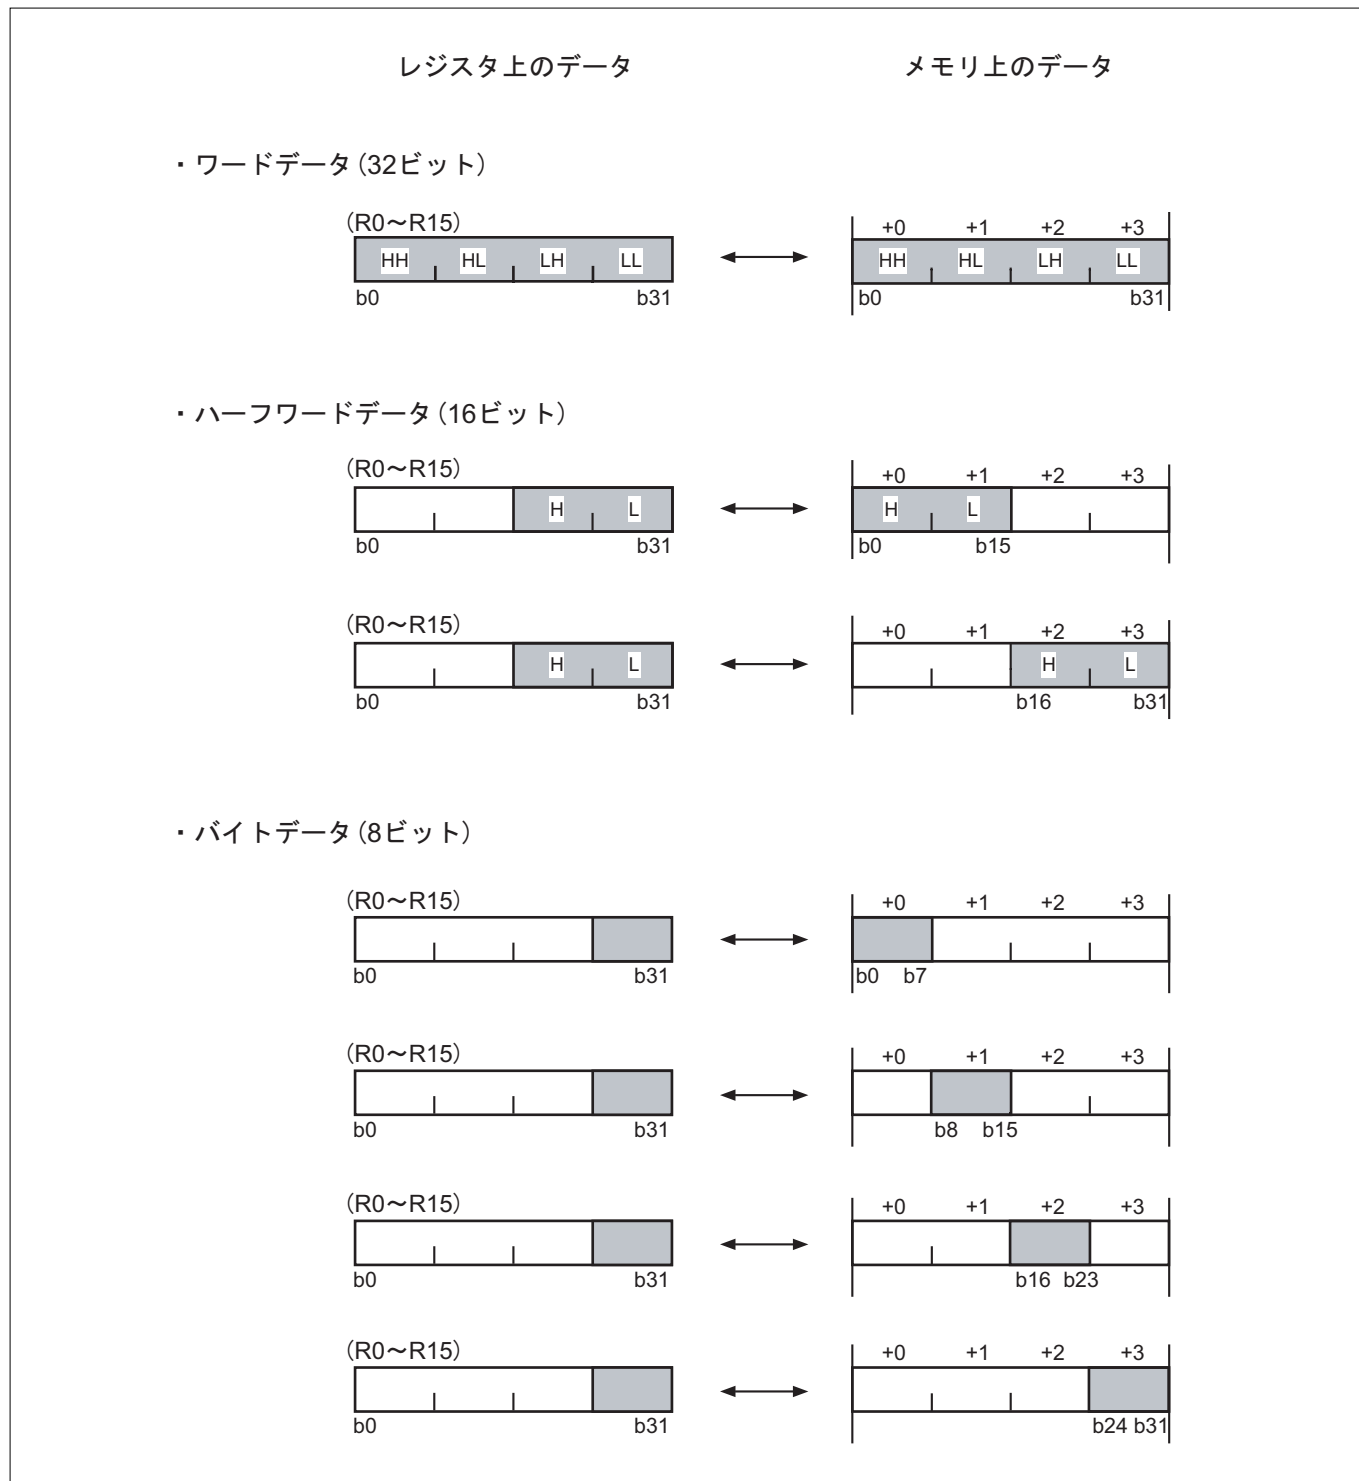 レジスタ上のデータ メモリ上のデータ
・ワードデータ(32ビット)
(R0～R15) +0 +1 +2 +3
HH HL LH LL HH HL LH LL
b0 b31 b0 b31
・ハーフワードデータ(16ビット)
(R0～R15) +0 +1 +2 +3
H L H L
b0 b31 b0 b15
(R0～R15) +0 +1 +2 +3
H L H L
b0 b31 b16 b31
・バイトデータ(8ビット)
(R0～R15) +0 +1 +2 +3
b0 b31 b0 b7
(R0～R15) +0 +1 +2 +3
b0 b31 b8 b15
(R0～R15) +0 +1 +2 +3
b0 b31 b16 b23
(R0～R15) +0 +1 +2 +3
b0 b31 b24 b31